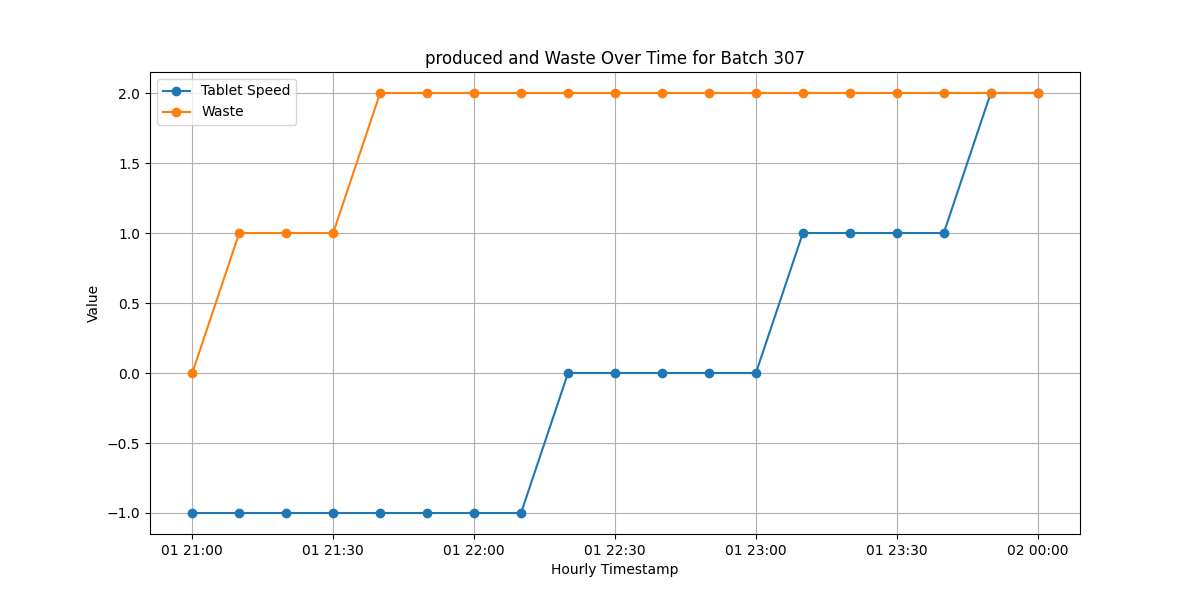 produced and Waste Over Time for Batch 307
Tablet Speed
Waste
2.0
1.5
1.0
0.5
0.0
−0.5
−1.0
Value
01 21:00 01 21:30 01 22:00 01 22:30 01 23:00 01 23:30 02 00:00
Hourly Timestamp